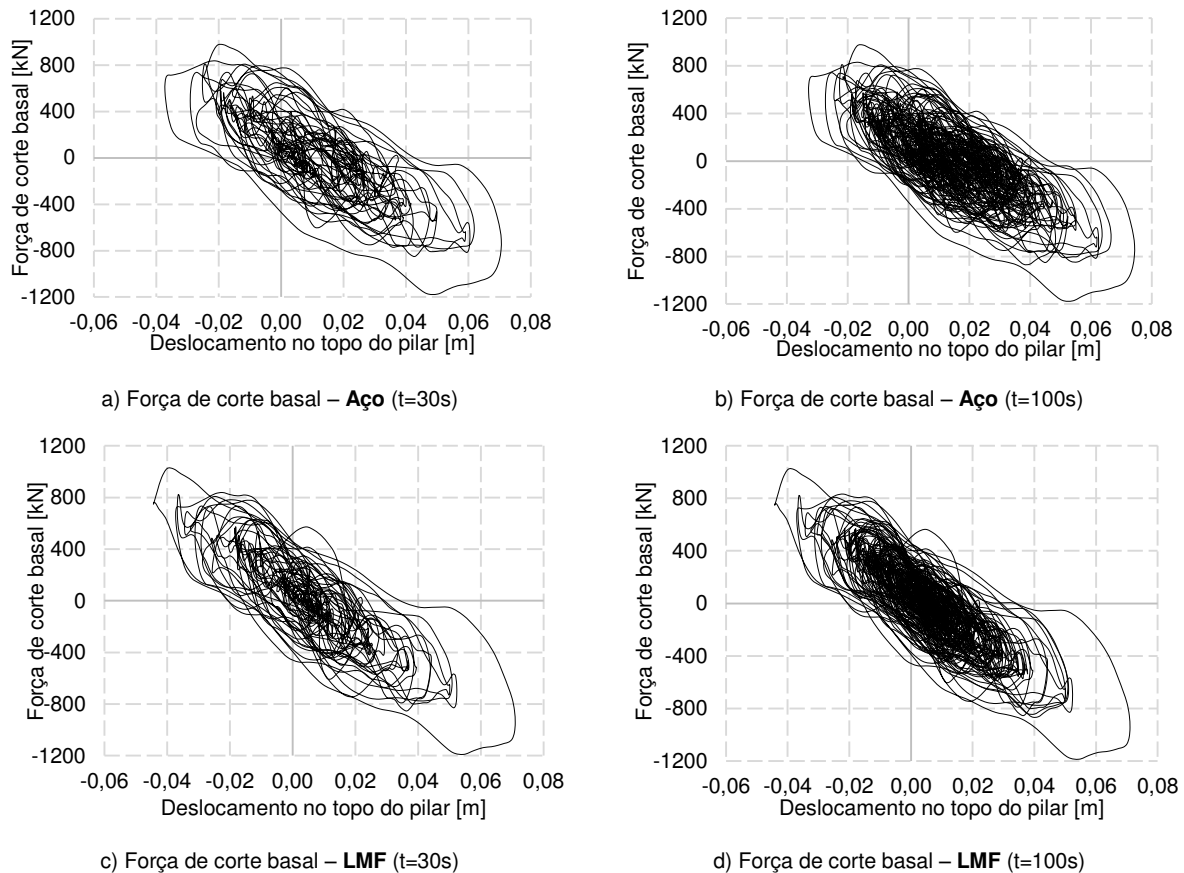 1200
800
400
0
-400
-800
-1200
Força de corte basal [kN]
-0,06 -0,04 -0,02 0,00 0,02 0,04 0,06 0,08
Deslocamento no topo do pilar [m]
a) Força de corte basal – Aço (t=30s)
1200
800
400
0
-400
-800
-1200
Força de corte basal [kN]
-0,06 -0,04 -0,02 0,00 0,02 0,04 0,06 0,08
Deslocamento no topo do pilar [m]
b) Força de corte basal – Aço (t=100s)
1200
800
400
0
-400
-800
-1200
Força de corte basal [kN]
-0,06 -0,04 -0,02 0,00 0,02 0,04 0,06 0,08
Deslocamento no topo do pilar [m]
c) Força de corte basal – LMF (t=30s)
1200
800
400
0
-400
-800
-1200
Força de corte basal [kN]
-0,06 -0,04 -0,02 0,00 0,02 0,04 0,06 0,08
Deslocamento no topo do pilar [m]
d) Força de corte basal – LMF (t=100s)